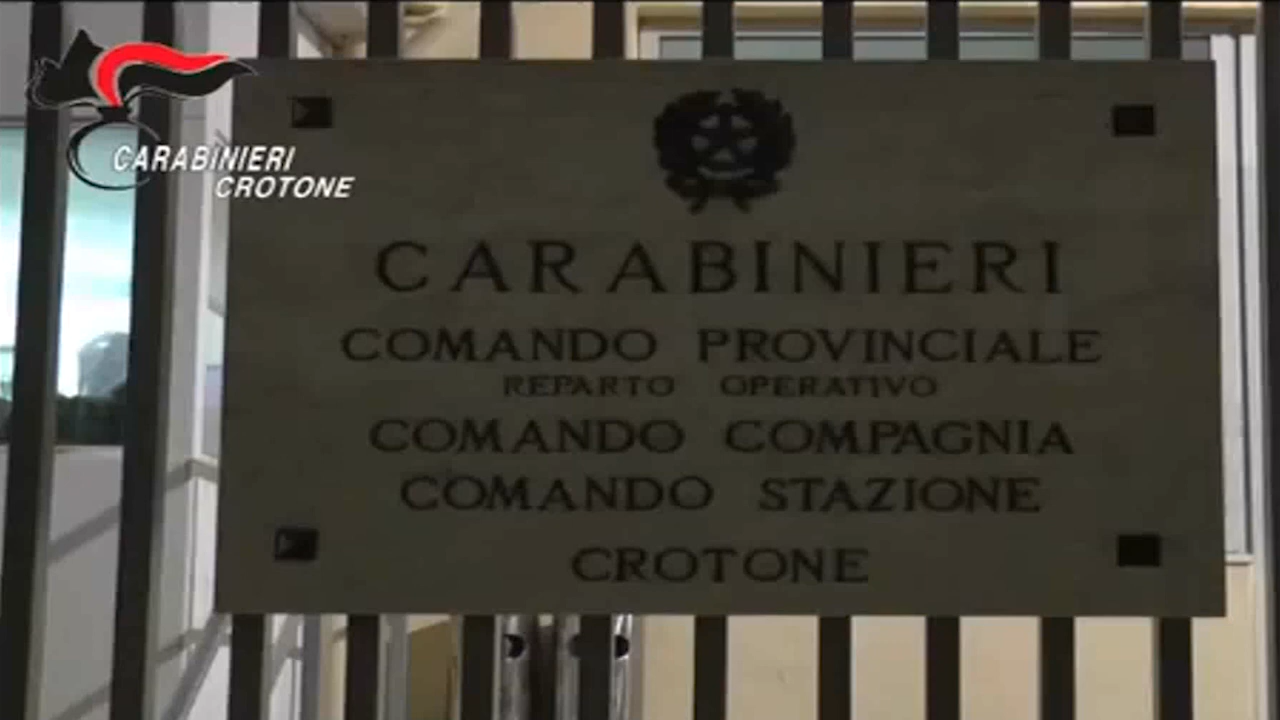 CARABINIERI
CROTONE
CARABINIERI
COMANDO PROVINCIALE
REPARTO OPERATIVO
COMANDO COMPAGNIA
COMANDO STAZIONE
CROTONE